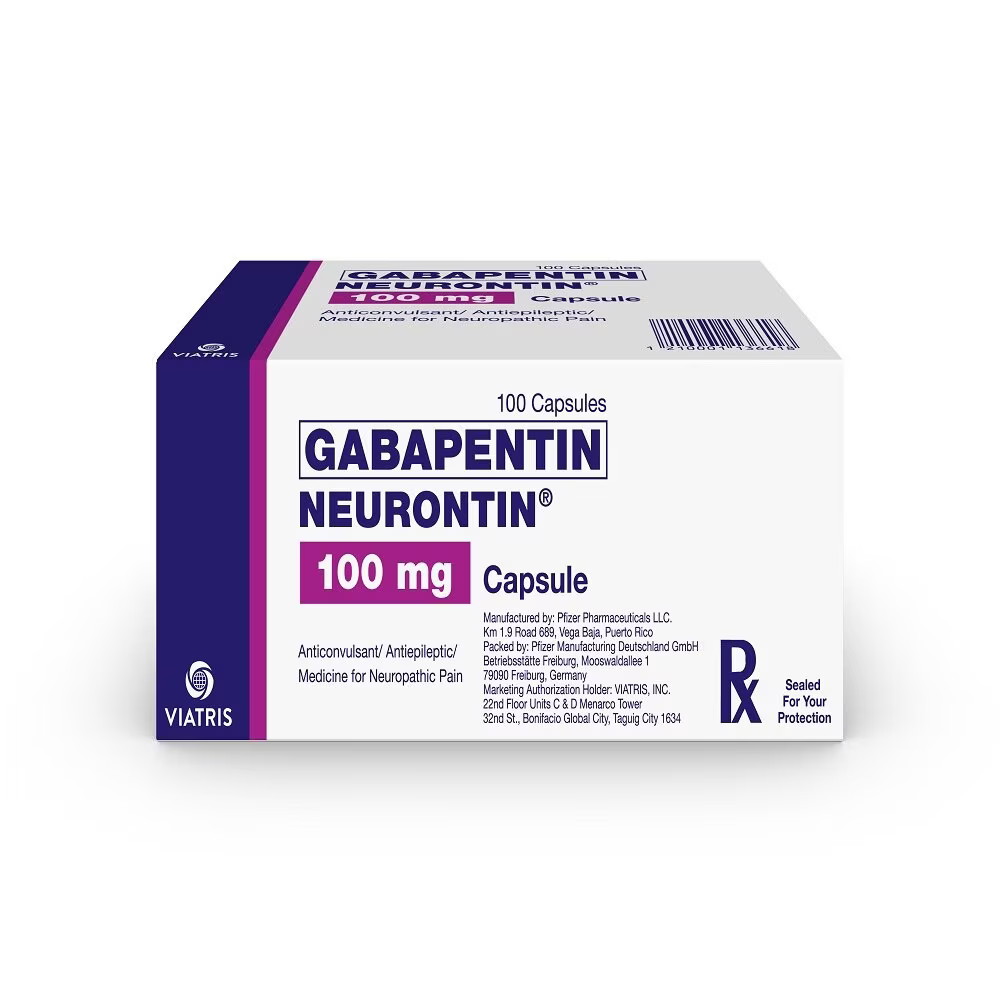 100 Capsules
GABAPENTIN
NEURONTIN®
100 mg Capsule
Anticonvulsant/ Antiepileptic/
Medicine for Neuropathic Pain
1 210001 136618
VIATRIS
100 Capsules
GABAPENTIN
NEURONTIN®
100 mg Capsule
Anticonvulsant/ Antiepileptic/
Medicine for Neuropathic Pain
Manufactured by: Pfizer Pharmaceuticals LLC.
Km 1.9 Road 689, Vega Baja, Puerto Rico
Packed by: Pfizer Manufacturing Deutschland GmbH
Betriebsstätte Freiburg, Mooswaldallee 1
79090 Freiburg, Germany
Marketing Authorization Holder: VIATRIS, INC.
22nd Floor Units C & D Menarco Tower
32nd St., Bonifacio Global City, Taguig City 1634
Rx
Sealed
For Your
Protection
VIATRIS